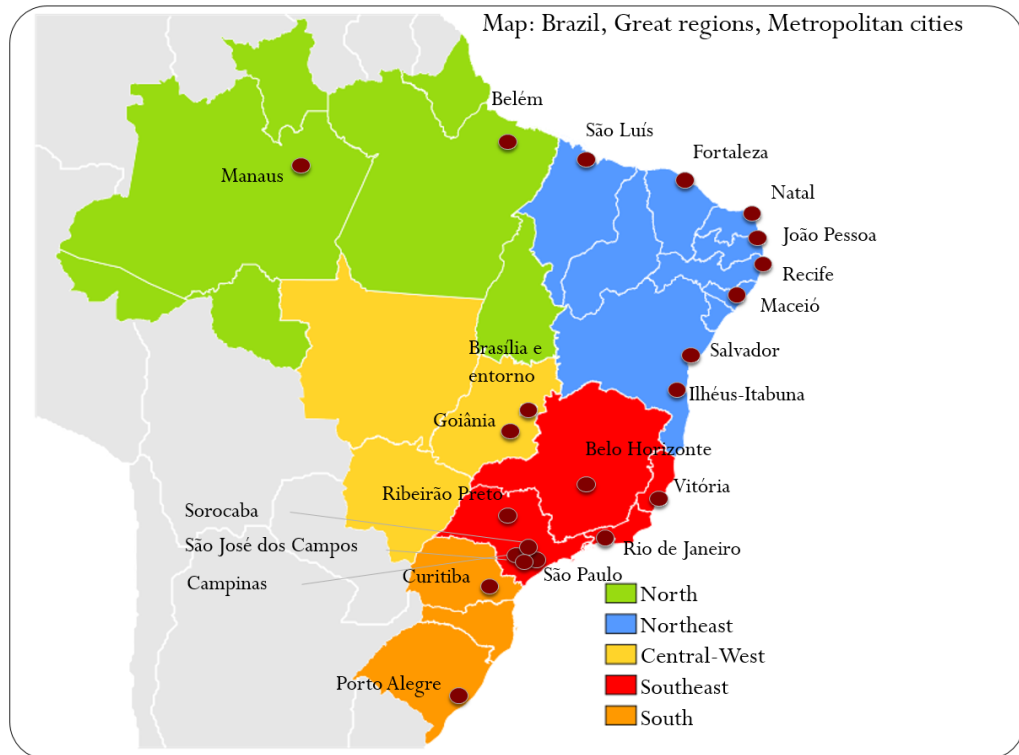 Map: Brazil, Great regions, Metropolitan cities
Belém
São Luís
Fortaleza
Manaus
Natal
João Pessoa
Recife
Maceió
Brasília e
entorno
Salvador
Ilhéus-Itabuna
Goiânia
Belo Horizonte
Ribeirão Preto
Vitória
Sorocaba
São José dos Campos
Rio de Janeiro
Campinas
Curitiba
São Paulo
North
Northeast
Central-West
Southeast
South
Porto Alegre